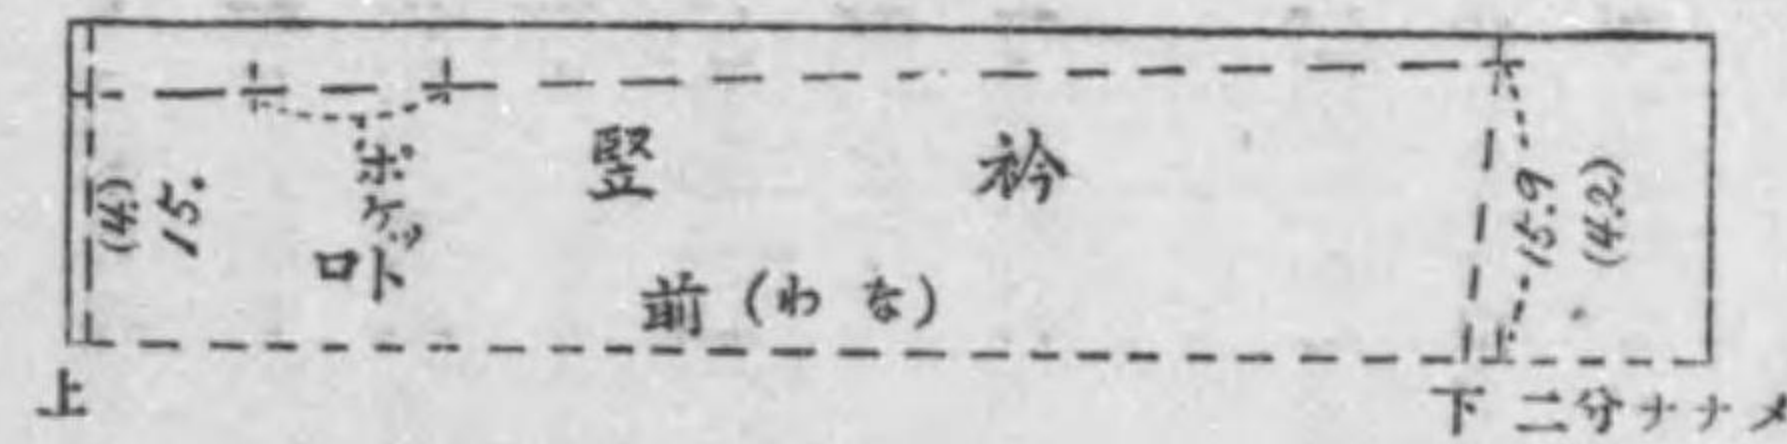 竪衿
前(わな)
ポケット
口
(4.)
15.
15.9
(4.2)
上
下
二分ナナメ